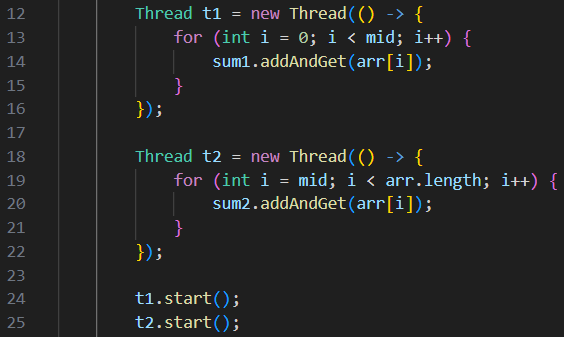 12 Thread t1 = new Thread(() -> {
13 for (int i = 0; i < mid; i++) {
14 sum1.addAndGet(arr[i]);
15 }
16 });
17
18 Thread t2 = new Thread(() -> {
19 for (int i = mid; i < arr.length; i++) {
20 sum2.addAndGet(arr[i]);
21 }
22 });
23
24 t1.start();
25 t2.start();